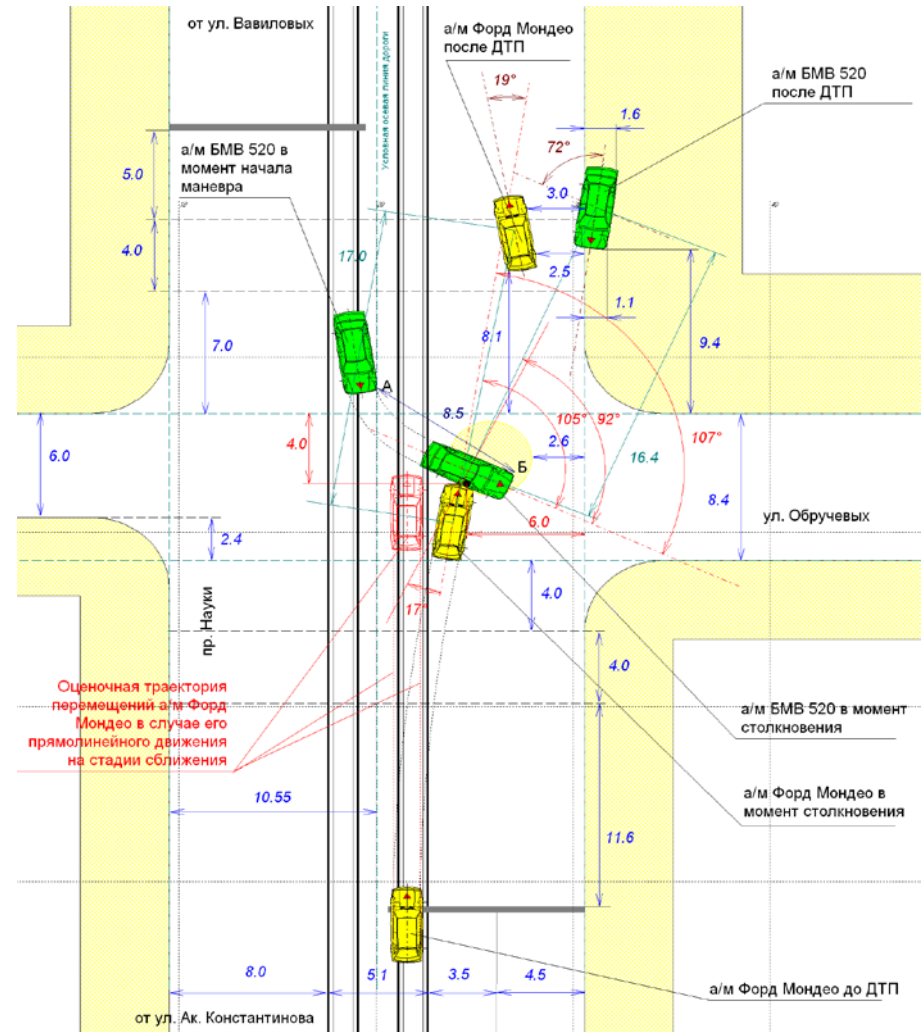 от ул. Вавиловых
а/м Форд Мондео
после ДТП
а/м БМВ 520
после ДТП
Условная осевая линия дороги
19°
1.6
72°
а/м БМВ 520 в
момент начала
маневра
5.0
3.0
4.0
17.0
2.5
1.1
7.0
8.1
9.4
А
8.5
105°
92°
107°
4.0
2.6
6.0
Б
16.4
8.4
6.0
ул. Обручевых
2.4
4.0
17°
пр. Науки
4.0
Оценочная траектория
перемещений а/м Форд
Мондео в случае его
прямолинейного движения
на стадии сближения
а/м БМВ 520 в момент
столкновения
10.55
а/м Форд Мондео в
момент столкновения
11.6
8.0
5.1
3.5
4.5
а/м Форд Мондео до ДТП
от ул. Ак. Константинова